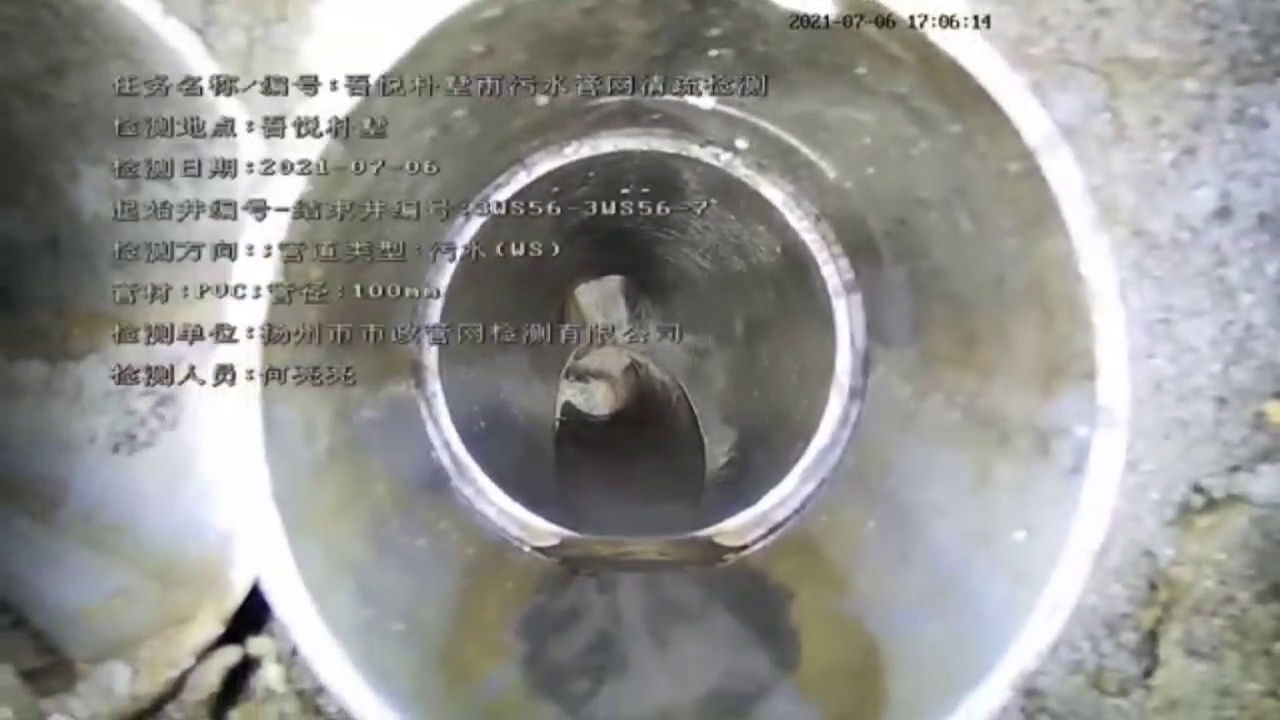 2021-07-06 17:06:14
任务名称/编号:吾悦朴墅雨污水管网清疏检测
检测地点:吾悦朴墅
检测日期:2021-07-06
起始井编号-结束井编号:3WS56-3WS56-7
检测方向:;管道类型:污水(WS)
管材:PVC;管径:100mm
检测单位:扬州市市政管网检测有限公司
检测人员:何亮亮